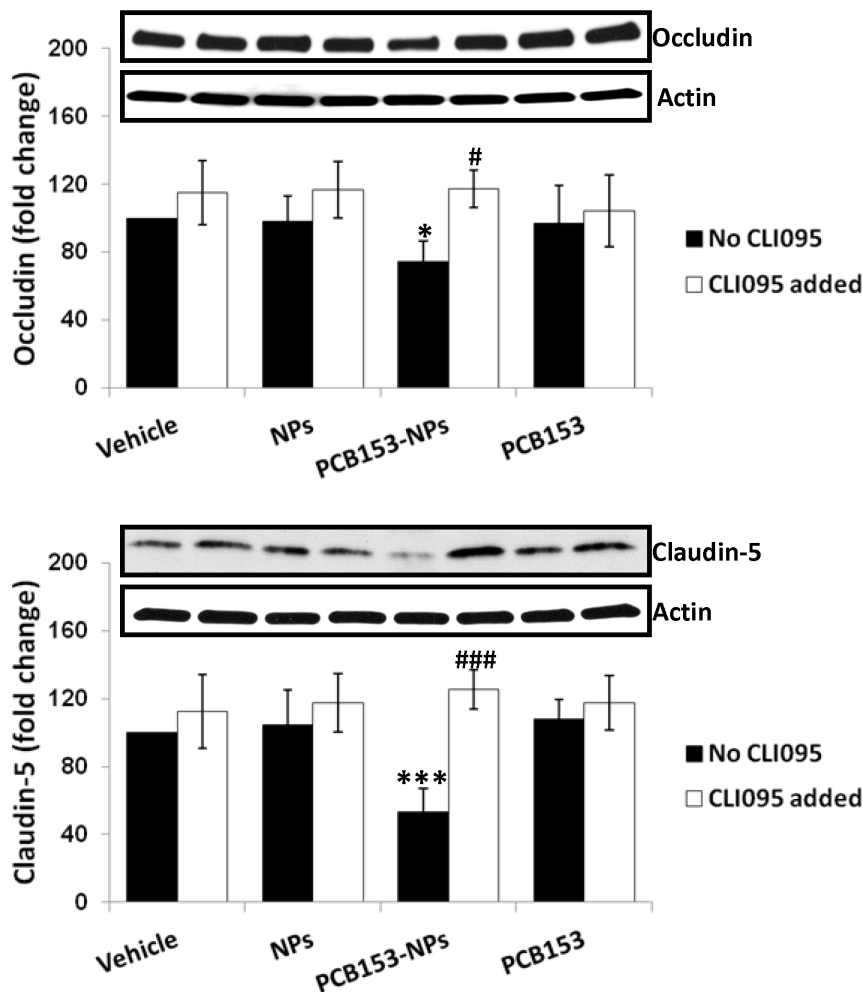 Occludin
Actin
Occludin (fold change)
200
160
120
80
40
0
*
#
No CLI095
CLI095 added
Vehicle
NPs
PCB153-NPs
PCB153
Claudin-5
Actin
Claudin-5 (fold change)
200
160
120
80
40
0
***
###
No CLI095
CLI095 added
Vehicle
NPs
PCB153-NPs
PCB153